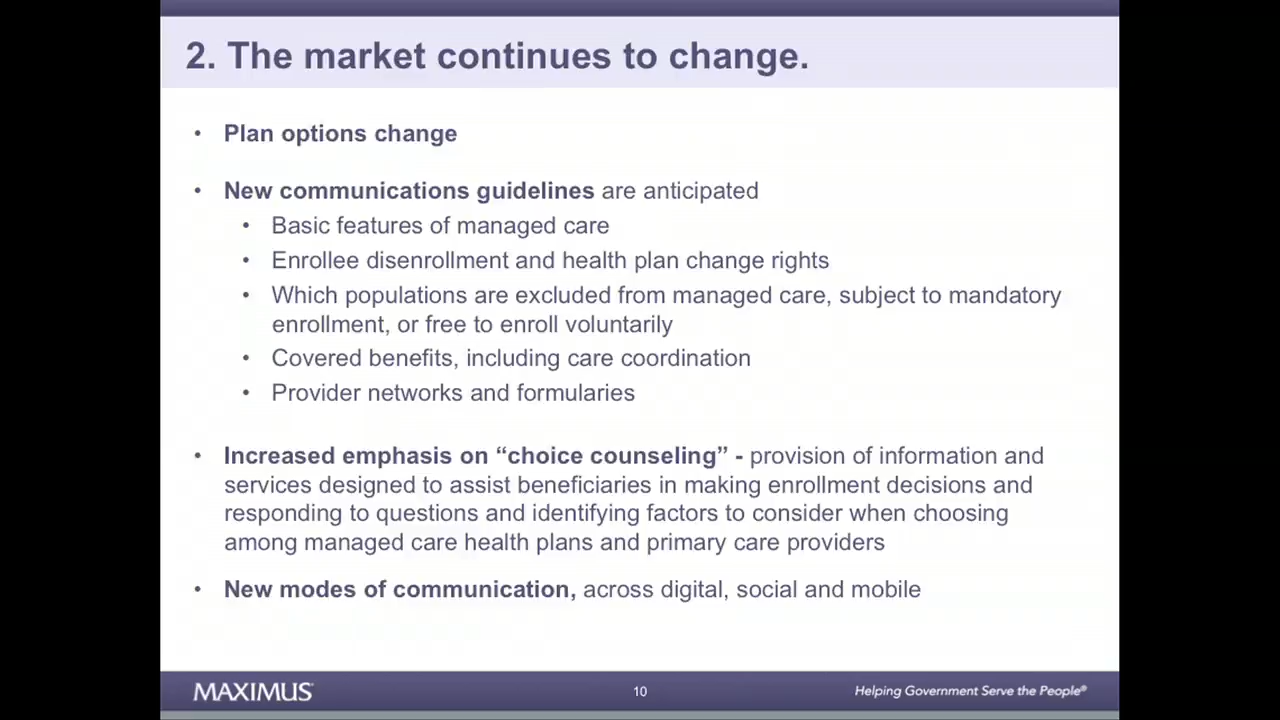 2. The market continues to change.
• Plan options change
• New communications guidelines are anticipated
• Basic features of managed care
• Enrollee disenrollment and health plan change rights
• Which populations are excluded from managed care, subject to mandatory
enrollment, or free to enroll voluntarily
• Covered benefits, including care coordination
• Provider networks and formularies
• Increased emphasis on “choice counseling” - provision of information and
services designed to assist beneficiaries in making enrollment decisions and
responding to questions and identifying factors to consider when choosing
among managed care health plans and primary care providers
• New modes of communication, across digital, social and mobile
MAXIMUS
10
Helping Government Serve the People®